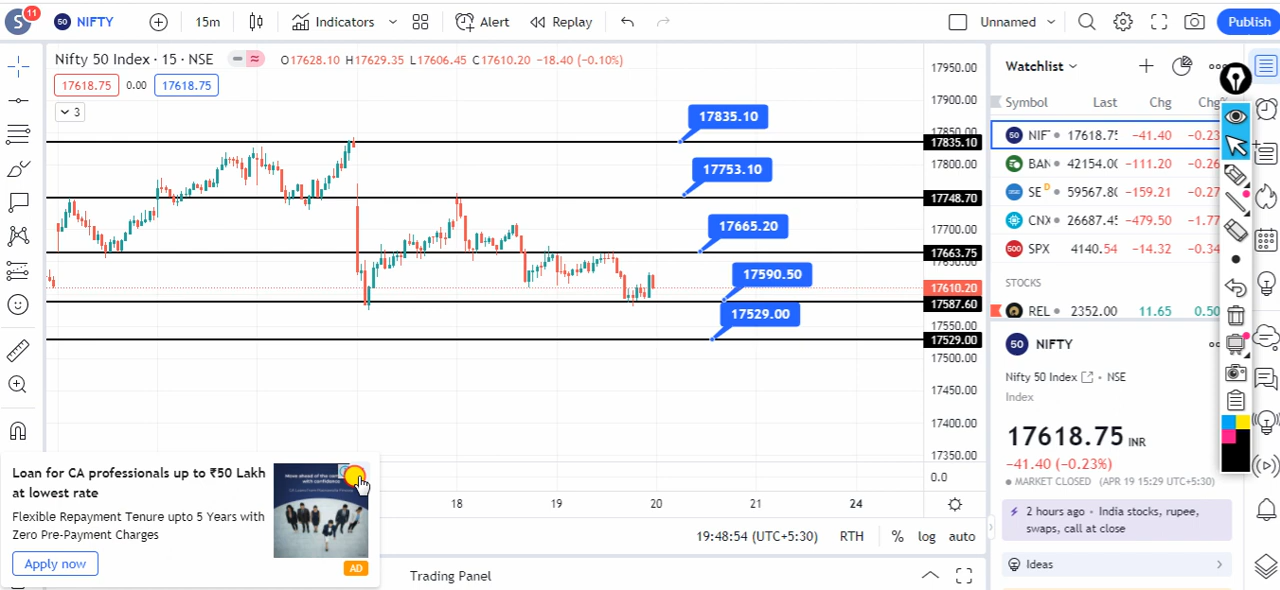 S 11 50 NIFTY 15m Indicators Alert Replay Unnamed Publish
Nifty 50 Index · 15 · NSE O17628.10 H17629.35 L17606.45 C17610.20 −18.40 (−0.10%)
17618.75 0.00 17618.75
3
17835.10
17753.10
17665.20
17590.50
17529.00
17950.00
17900.00
17850.00
17835.10
17800.00
17748.70
17700.00
17663.75
17650.00
17610.20
17587.60
17550.00
17529.00
17500.00
17450.00
17400.00
17350.00
0.0
18 19 20 21 24
19:48:54 (UTC+5:30) RTH % log auto
Trading Panel
Watchlist
Symbol Last Chg Chg%
50 NIF 17618.75 −41.40 −0.23
BAN 42154.00 −111.20 −0.26
SE D 59567.80 −159.21 −0.27
CNX 26687.45 −479.50 −1.77
500 SPX 4140.54 −14.32 −0.34
STOCKS
REL 2352.00 11.65 0.50
50 NIFTY
Nifty 50 Index · NSE
Index
17618.75 INR
−41.40 (−0.23%)
MARKET CLOSED (APR 19 15:29 UTC+5:30)
2 hours ago · India stocks, rupee,
swaps, call at close
Ideas
Loan for CA professionals up to ₹50 Lakh
at lowest rate
Flexible Repayment Tenure upto 5 Years with
Zero Pre-Payment Charges
Apply now
AD